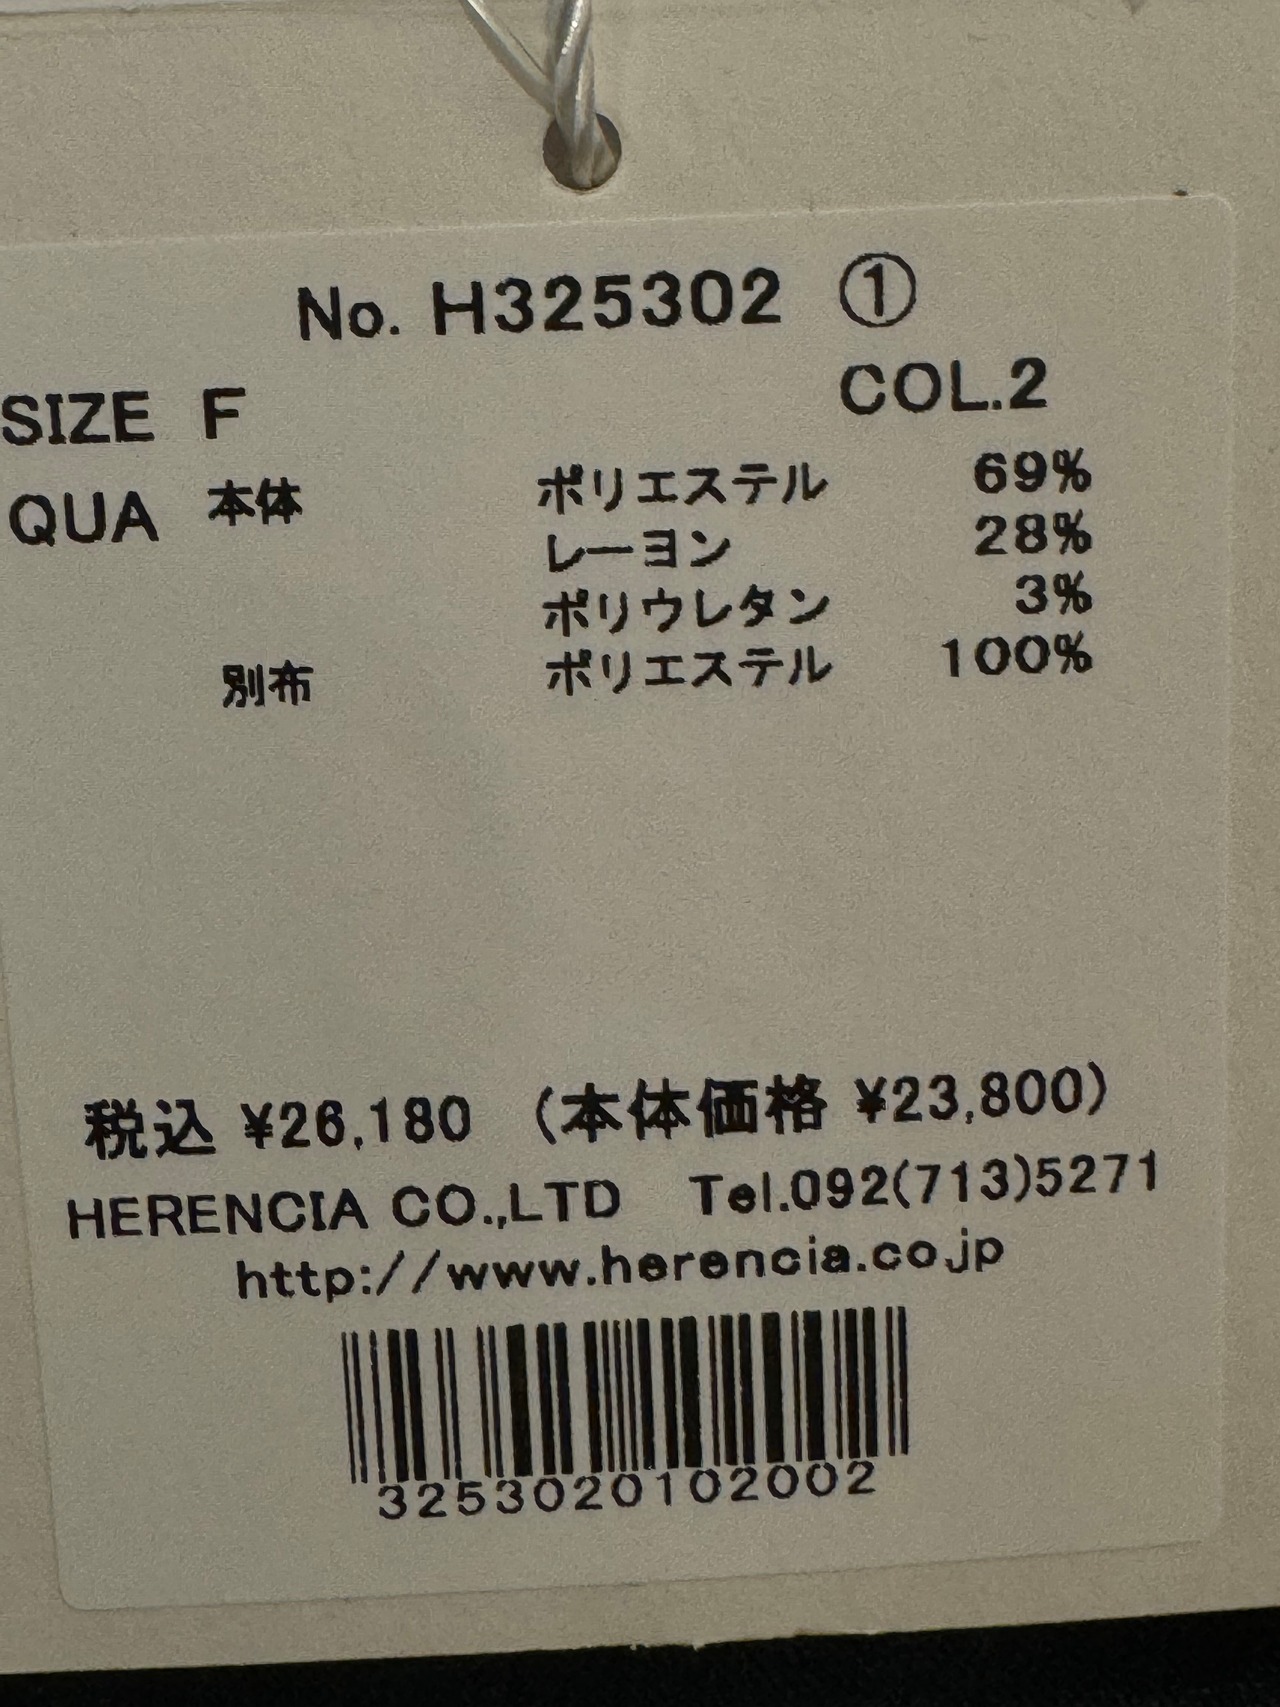 No. H325302 ①
SIZE F COL.2
QUA 本体 ポリエステル 69%
レーヨン 28%
ポリウレタン 3%
別布 ポリエステル 100%
税込 ¥26,180 (本体価格 ¥23,800)
HERENCIA CO.,LTD Tel.092(713)5271
http://www.herencia.co.jp
3253020102002